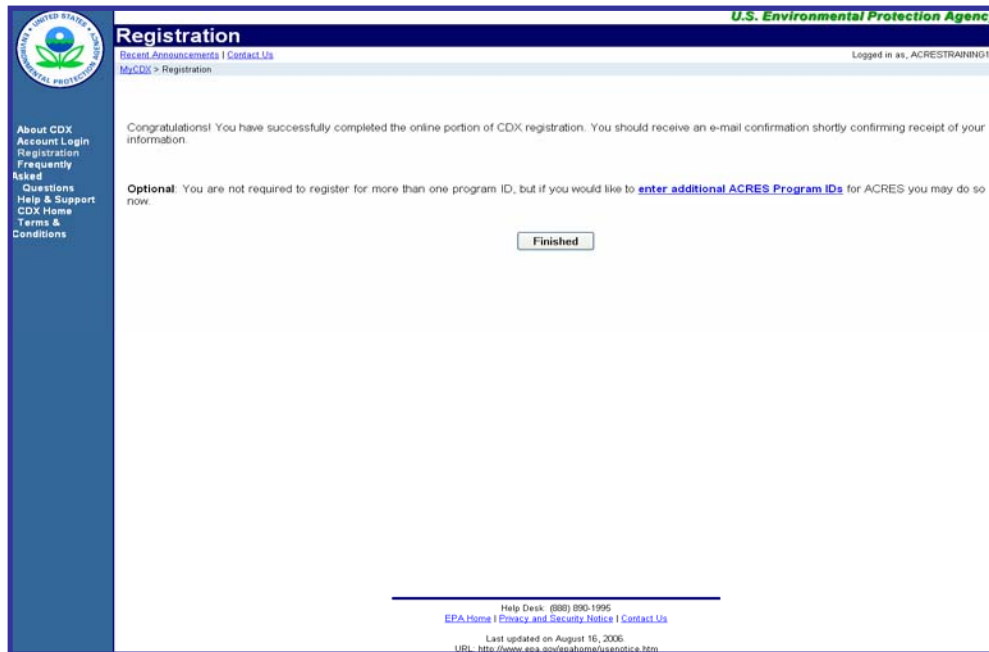 U.S. Environmental Protection Agenc
Registration
Recent Announcements | Contact Us
Logged in as, ACRESTRAINING1
MyCDX > Registration
UNITED STATES
ENVIRONMENTAL PROTECTION AGENCY
About CDX
Account Login
Registration
Frequently
Asked
Questions
Help & Support
CDX Home
Terms &
Conditions
Congratulations! You have successfully completed the online portion of CDX registration. You should receive an e-mail confirmation shortly confirming receipt of your
information.
Optional: You are not required to register for more than one program ID, but if you would like to enter additional ACRES Program IDs for ACRES you may do so
now.
Finished
Help Desk: (888) 890-1995
EPA Home | Privacy and Security Notice | Contact Us
Last updated on August 16, 2006.
URL: http://www.epa.gov/epahome/usenotice.htm